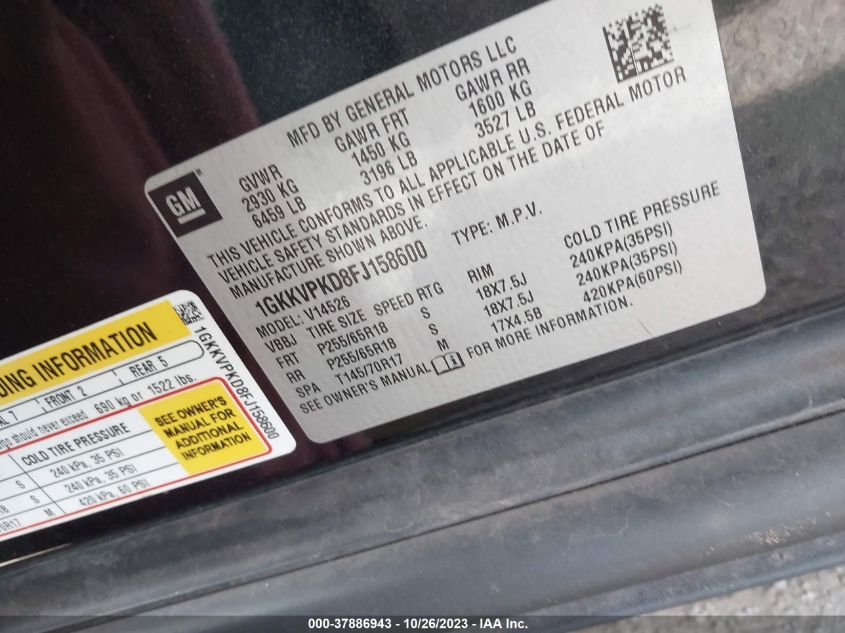 GM
MFD BY GENERAL MOTORS LLC
GVWR GAWR FRT GAWR RR
2930 KG 1450 KG 1600 KG
6459 LB 3196 LB 3527 LB
THIS VEHICLE CONFORMS TO ALL APPLICABLE U.S. FEDERAL MOTOR
VEHICLE SAFETY STANDARDS IN EFFECT ON THE DATE OF
MANUFACTURE SHOWN ABOVE.
1GKKVPKD8FJ158600 TYPE: M.P.V.
MODEL: V14526
VBBJ TIRE SIZE SPEED RTG RIM COLD TIRE PRESSURE
FRT P255/65R18 S 18X7.5J 240KPA(35PSI)
RR P255/65R18 S 18X7.5J 240KPA(35PSI)
SPA T145/70R17 M 17X4.5B 420KPA(60PSI)
SEE OWNER'S MANUAL FOR MORE INFORMATION.
INFORMATION
1GKKVPKD8FJ158600
7 FRONT 2 REAR 5
should never exceed 690 kg or 1522 lbs.
COLD TIRE PRESSURE
S 240 kPa, 35 PSI
S 240 kPa, 35 PSI
M 420 kPa, 60 PSI
SEE OWNER'S
MANUAL FOR
ADDITIONAL
INFORMATION
000-37886943 - 10/26/2023 - IAA Inc.